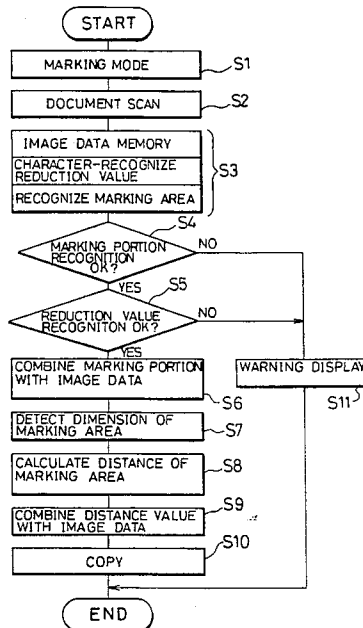 START
MARKING MODE
S1
DOCUMENT SCAN
S2
IMAGE DATA MEMORY
CHARACTER-RECOGNIZE
REDUCTION VALUE
RECOGNIZE MARKING AREA
S3
S4
MARKING PORTION
RECOGNITION
OK?
NO
YES
S5
REDUCTION VALUE
RECOGNITON OK?
NO
YES
COMBINE MARKING PORTION
WITH IMAGE DATA
S6
WARNING DISPLAY
S11
DETECT DIMENSION OF
MARKING AREA
S7
CALCULATE DISTANCE OF
MARKING AREA
S8
COMBINE DISTANCE VALUE
WITH IMAGE DATA
S9
COPY
S10
END